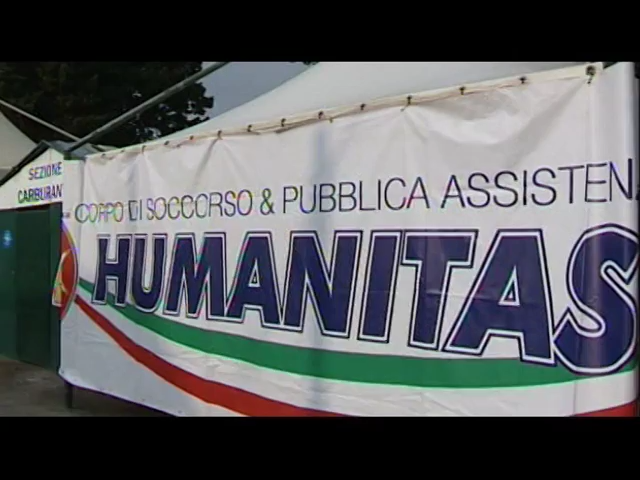 SEZIONE
CARBURAN
CORPO DI SOCCORSO & PUBBLICA ASSISTEN
HUMANITAS